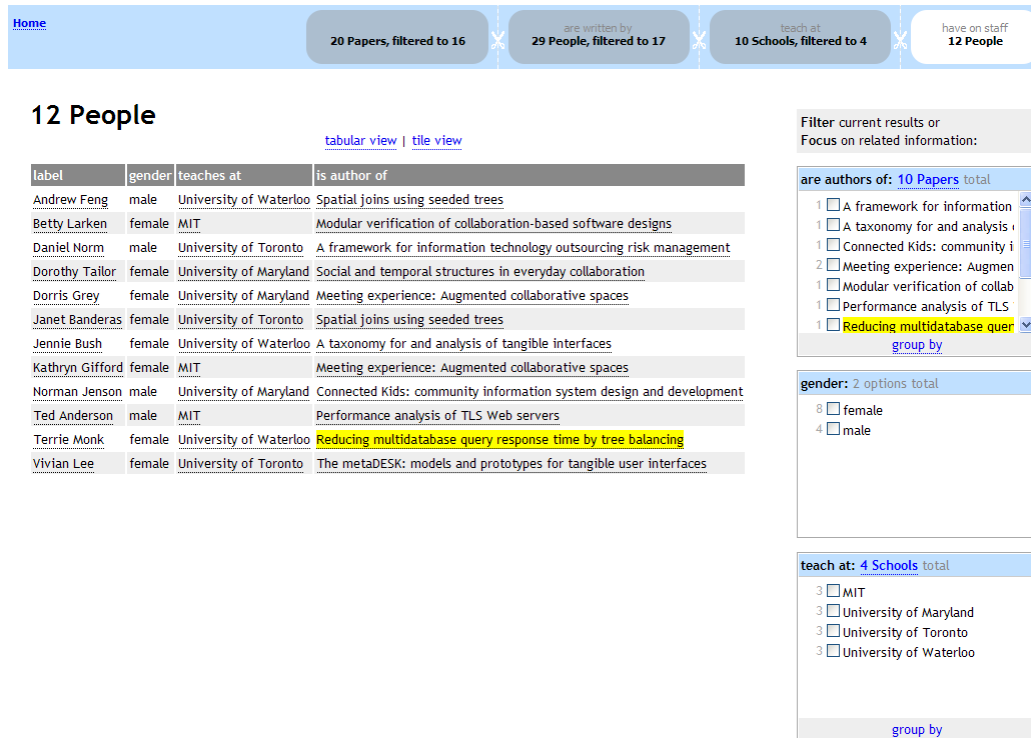 Home
20 Papers, filtered to 16
are written by
29 People, filtered to 17
teach at
10 Schools, filtered to 4
have on staff
12 People
12 People
tabular view | tile view
label gender teaches at is author of
Andrew Feng male University of Waterloo Spatial joins using seeded trees
Betty Larken female MIT Modular verification of collaboration-based software designs
Daniel Norm male University of Toronto A framework for information technology outsourcing risk management
Dorothy Tailor female University of Maryland Social and temporal structures in everyday collaboration
Dorris Grey female University of Maryland Meeting experience: Augmented collaborative spaces
Janet Banderas female University of Toronto Spatial joins using seeded trees
Jennie Bush female University of Waterloo A taxonomy for and analysis of tangible interfaces
Kathryn Gifford female MIT Meeting experience: Augmented collaborative spaces
Norman Jenson male University of Maryland Connected Kids: community information system design and development
Ted Anderson male MIT Performance analysis of TLS Web servers
Terrie Monk female University of Waterloo Reducing multidatabase query response time by tree balancing
Vivian Lee female University of Toronto The metaDESK: models and prototypes for tangible user interfaces
Filter current results or
Focus on related information:
are authors of: 10 Papers total
1 A framework for information
1 A taxonomy for and analysis
1 Connected Kids: community i
2 Meeting experience: Augmen
1 Modular verification of collab
1 Performance analysis of TLS
1 Reducing multidatabase quer
group by
gender: 2 options total
8 female
4 male
teach at: 4 Schools total
3 MIT
3 University of Maryland
3 University of Toronto
3 University of Waterloo
group by